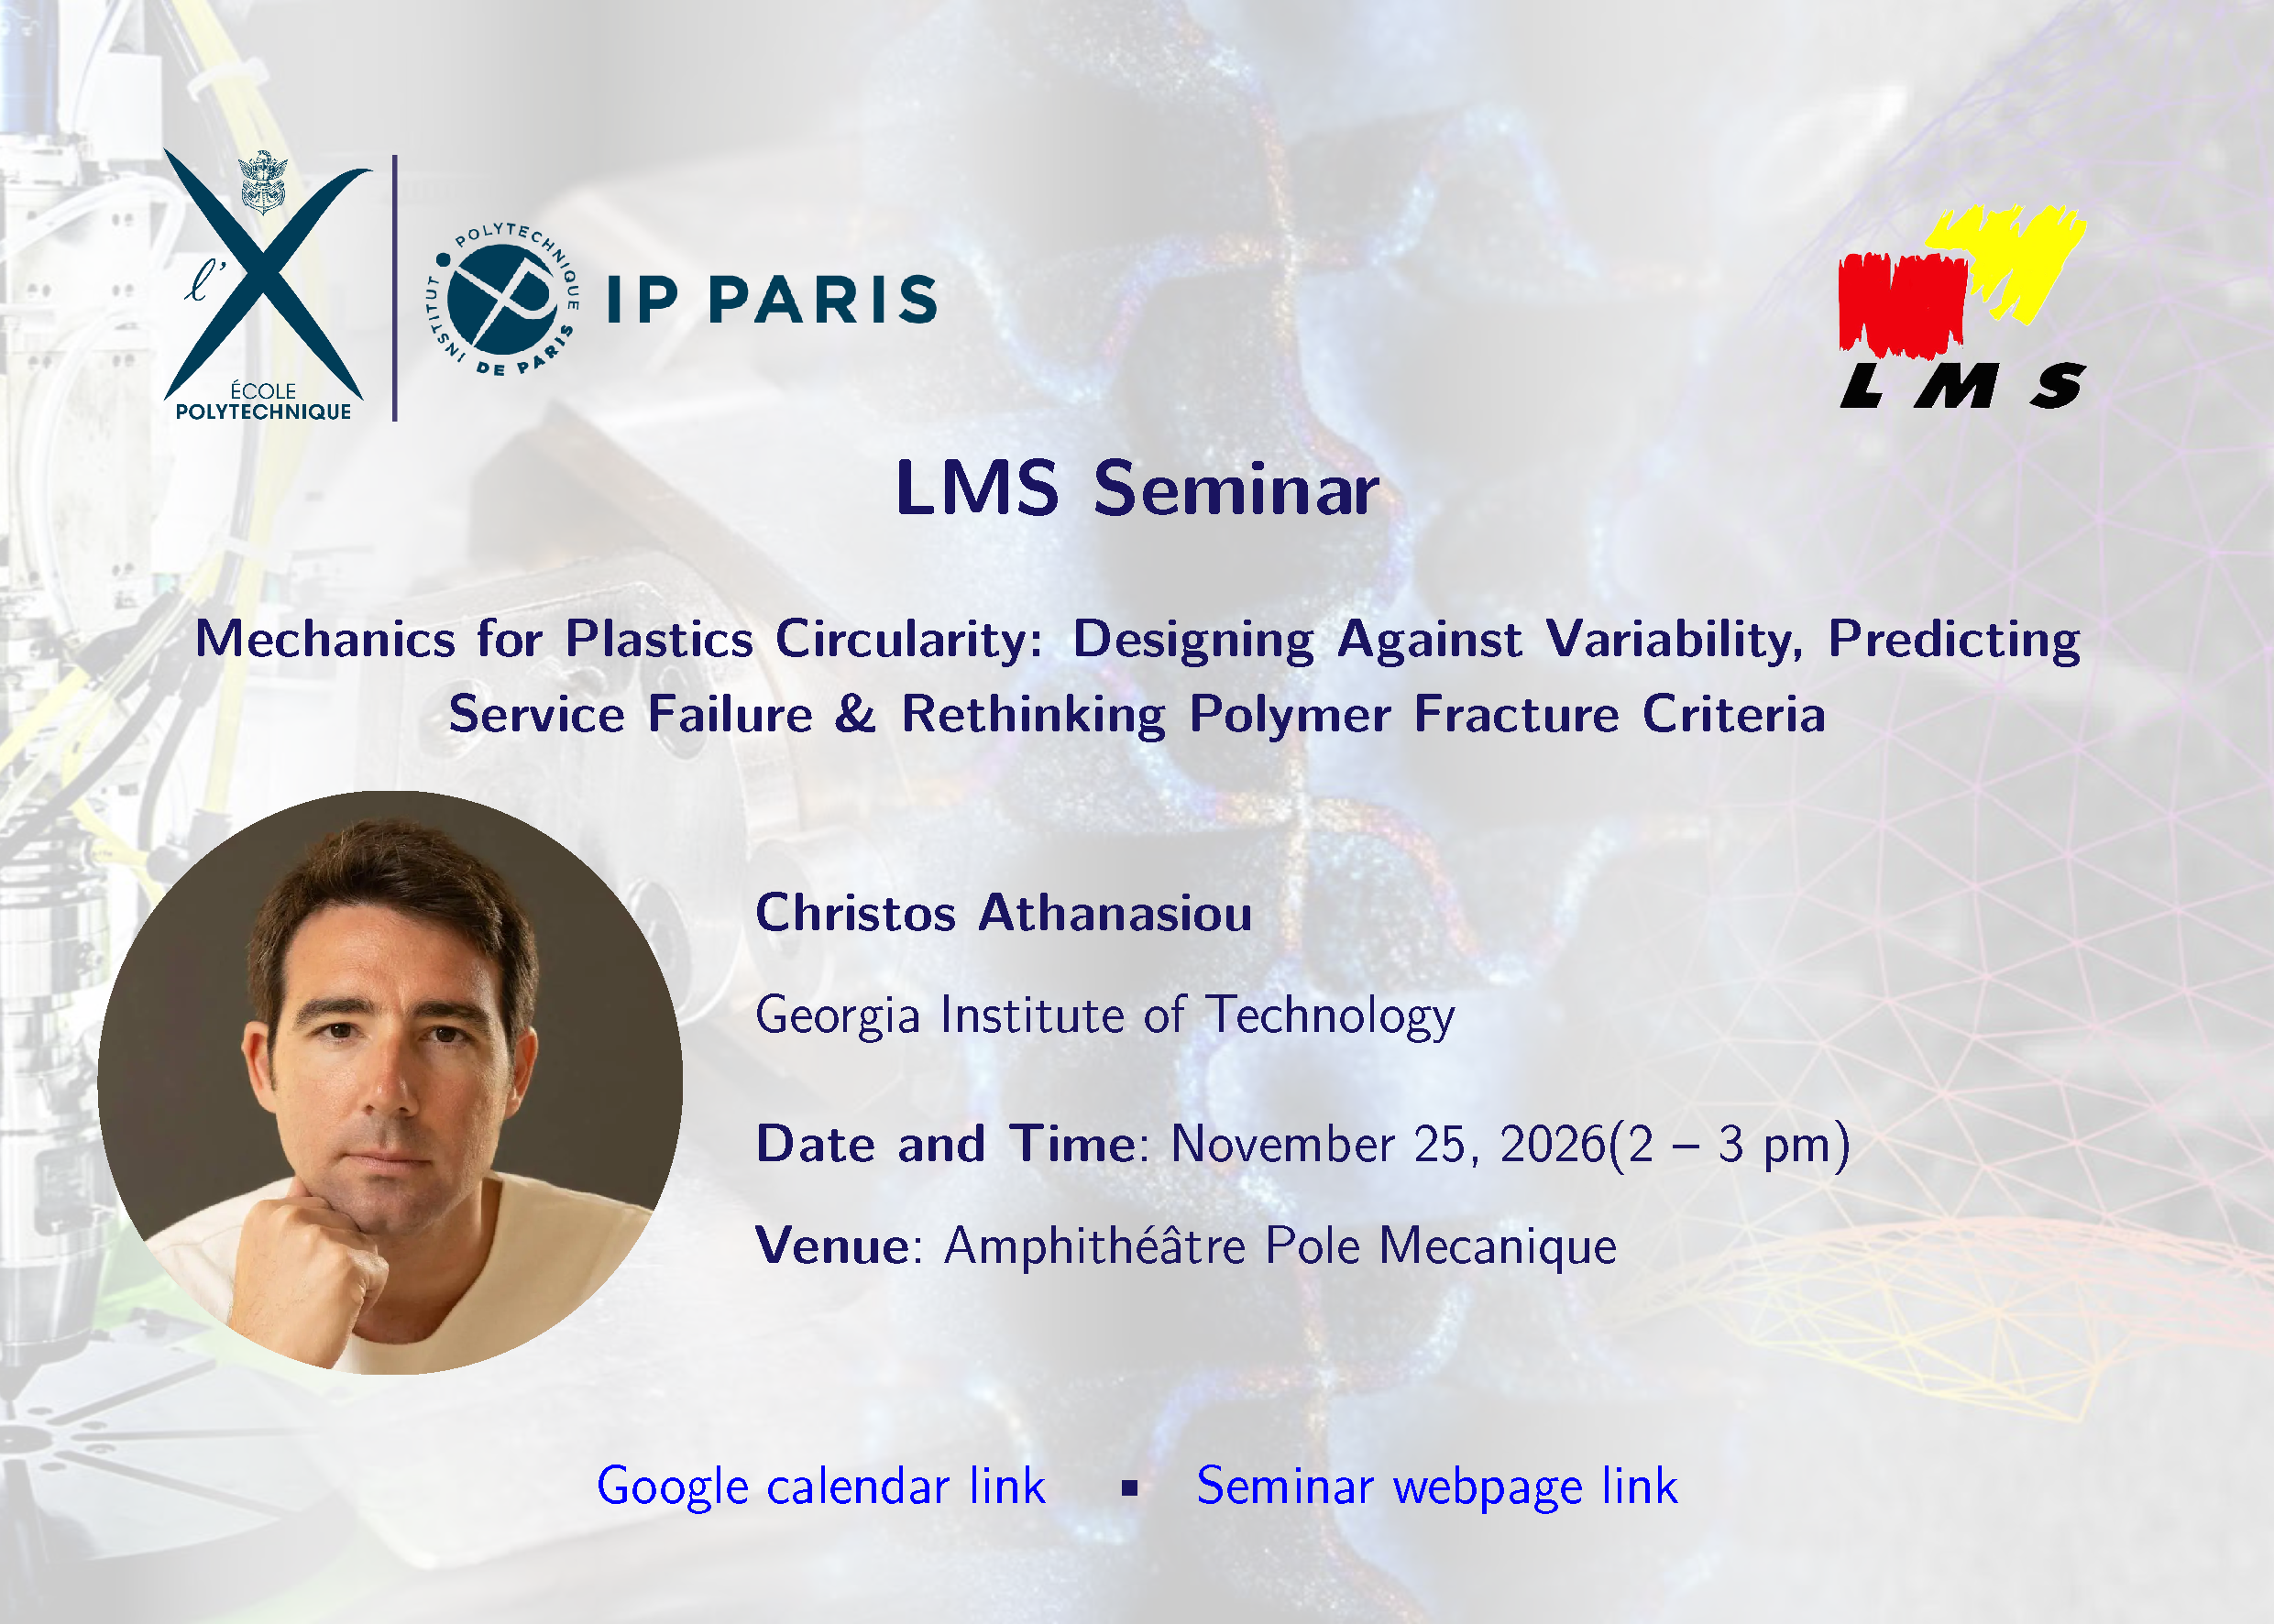 l'X
ÉCOLE
POLYTECHNIQUE
INSTITUT POLYTECHNIQUE DE PARIS
IP PARIS
LMS
LMS Seminar
Mechanics for Plastics Circularity: Designing Against Variability, Predicting
Service Failure & Rethinking Polymer Fracture Criteria
Christos Athanasiou
Georgia Institute of Technology
Date and Time: November 25, 2026(2 – 3 pm)
Venue: Amphithéâtre Pole Mecanique
Google calendar link ▪ Seminar webpage link